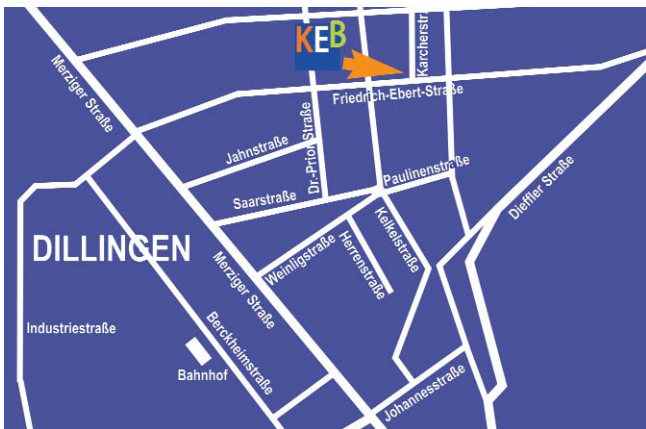 KEB
Karcherstr.
Merziger Straße
Friedrich-Ebert-Straße
Jahnstraße
Dr.-Prior-Straße
Paulinenstraße
Saarstraße
Dieffler Straße
Kelkelstraße
DILLINGEN
Weinligstraße
Herrenstraße
Merziger Straße
Industriestraße
Berckheimstraße
Bahnhof
Johannesstraße